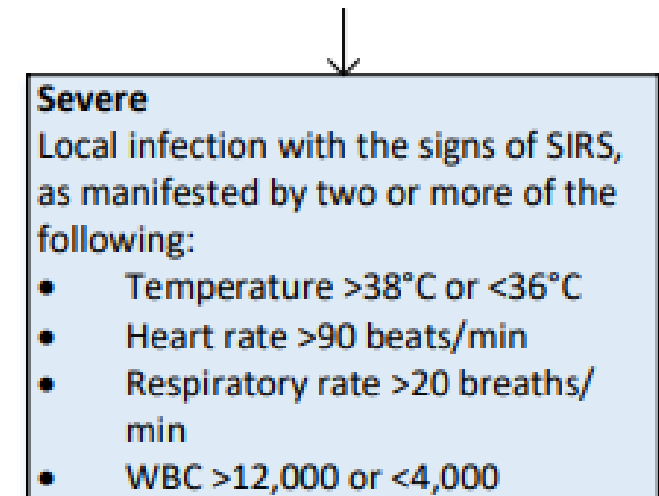 Severe
Local infection with the signs of SIRS,
as manifested by two or more of the
following:
• Temperature >38°C or <36°C
• Heart rate >90 beats/min
• Respiratory rate >20 breaths/
min
• WBC >12,000 or <4,000